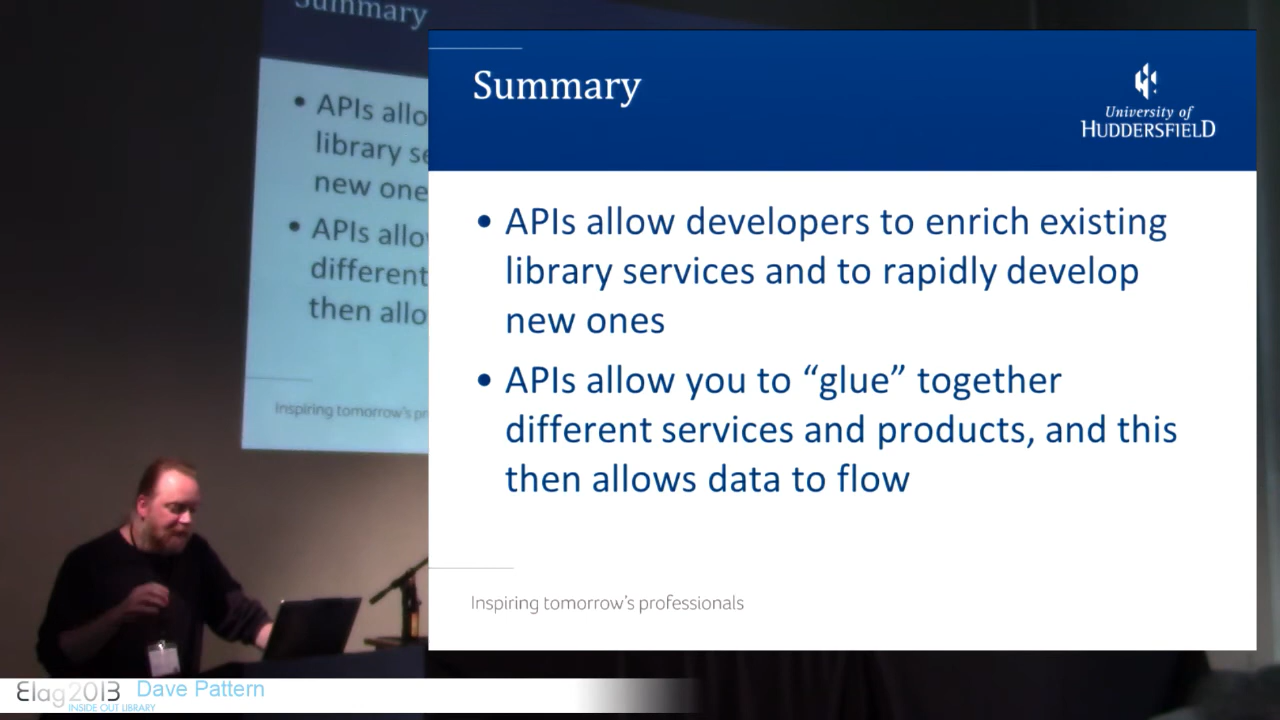 Summary
• APIs allo
library se
new one
• APIs allo
different
then allo
Inspiring tomorrow's pr
Summary
University of
HUDDERSFIELD
• APIs allow developers to enrich existing
library services and to rapidly develop
new ones
• APIs allow you to “glue” together
different services and products, and this
then allows data to flow
Inspiring tomorrow's professionals
Elag2013 Dave Pattern
INSIDE OUT LIBRARY